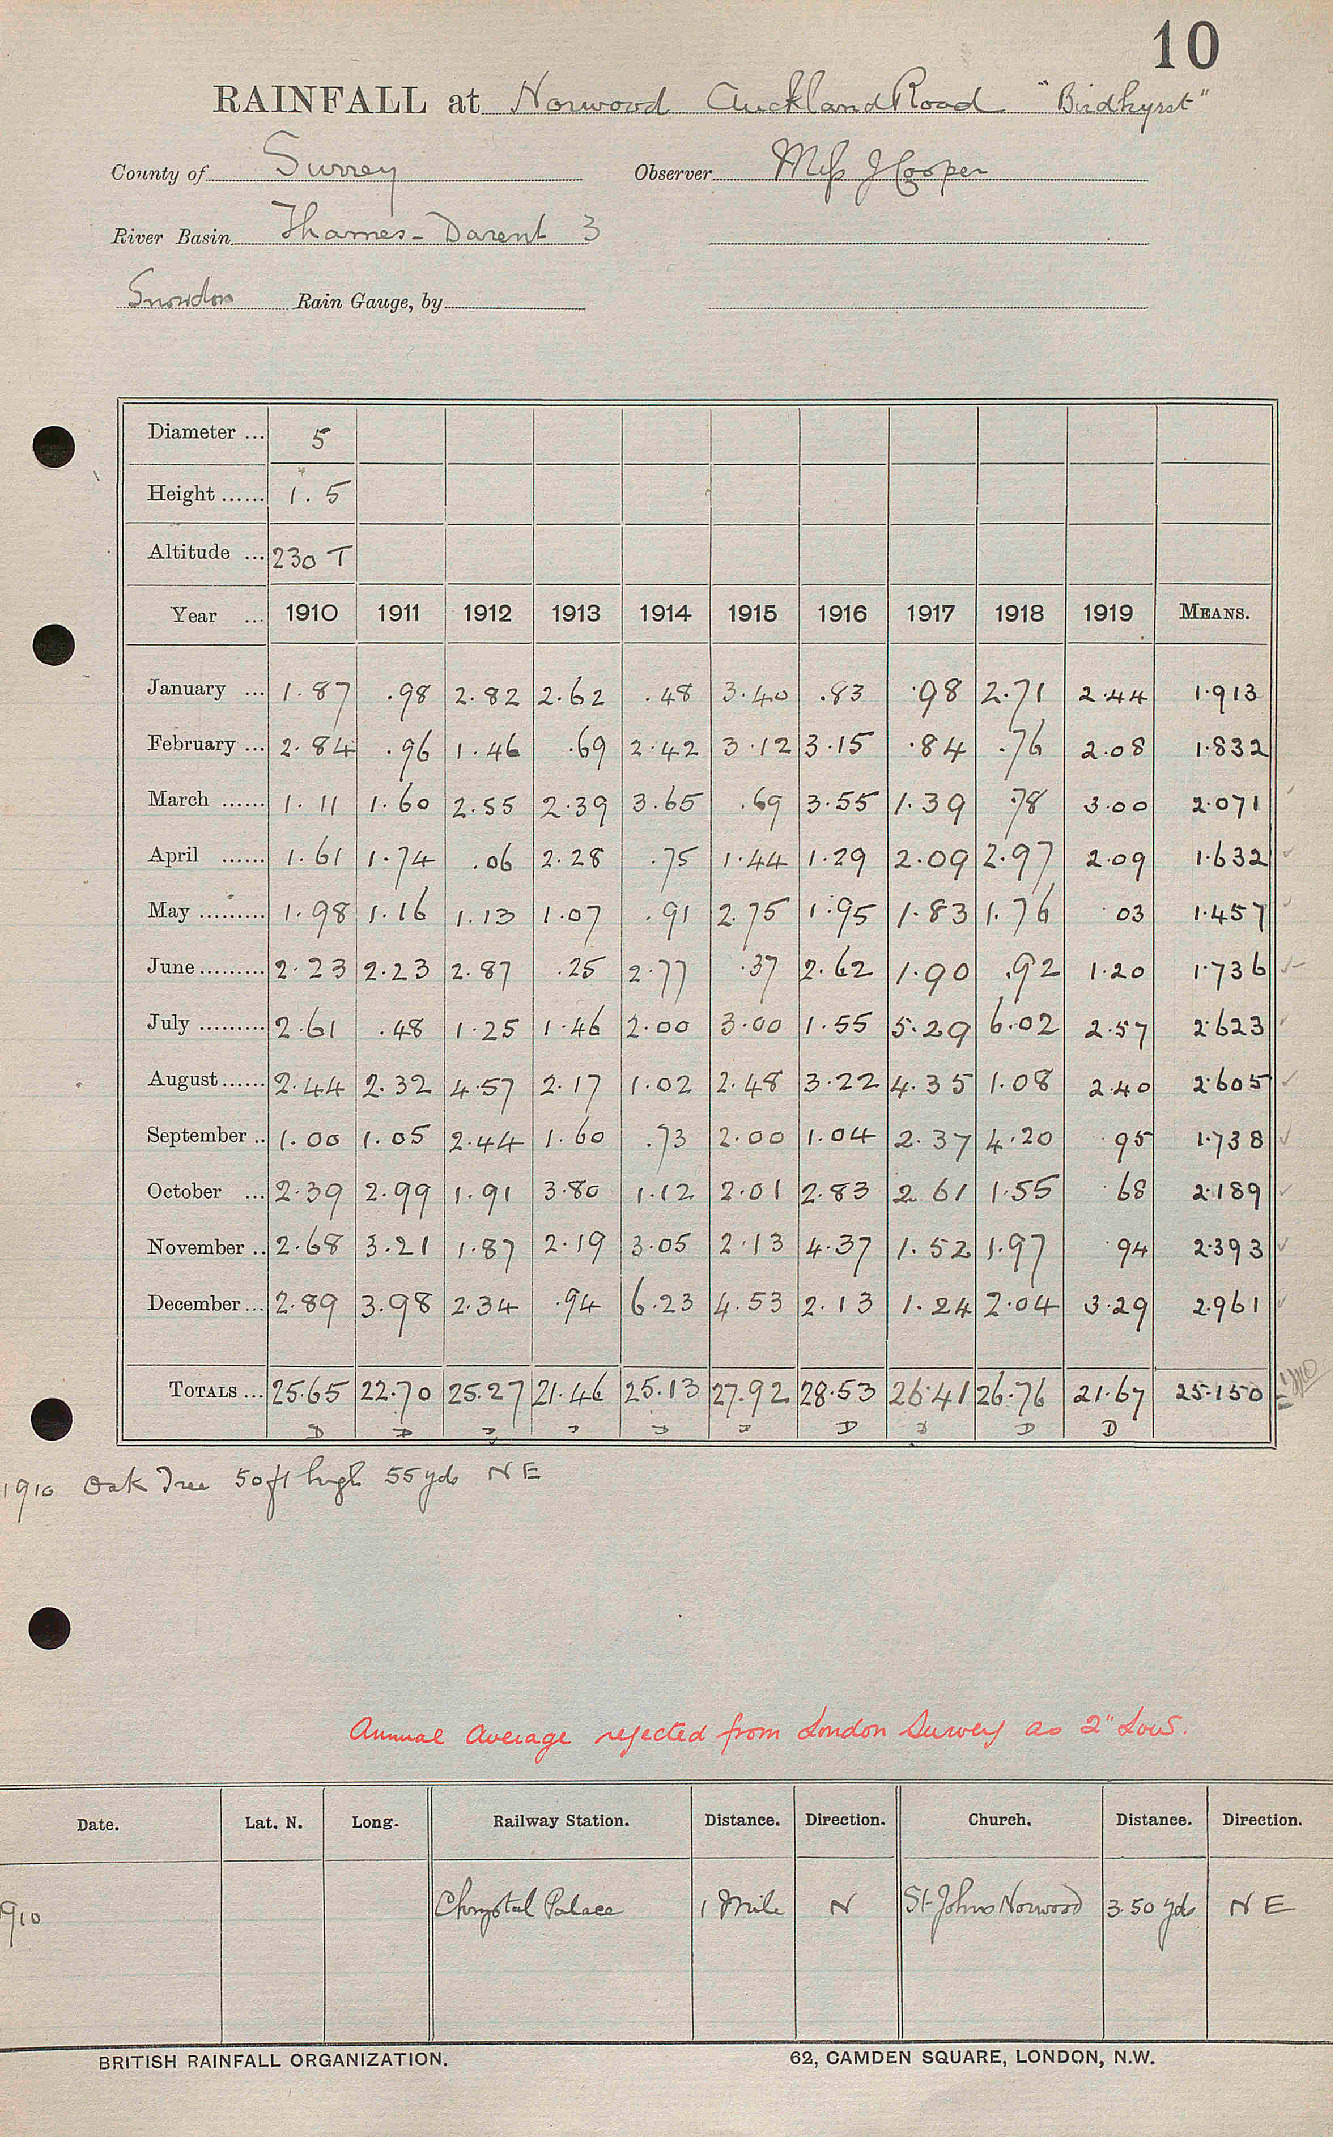 10
RAINFALL at Norwood Auckland Road "Birdhyrst"
County of Surrey Observer Miss J Cooper
River Basin Thames - Darent 3
Snowdon Rain Gauge, by
Diameter ... 5
Height ...... 1.5
Altitude ... 230 T
Year ... 1910 1911 1912 1913 1914 1915 1916 1917 1918 1919 MEANS.
January ... 1.87 .98 2.82 2.62 .48 3.40 .83 .98 2.71 2.44 1.913
February ... 2.84 .96 1.46 .69 2.42 3.12 3.15 .84 .76 2.08 1.832
March ...... 1.11 1.60 2.55 2.39 3.65 .69 3.55 1.39 .78 3.00 2.071
April ...... 1.61 1.74 .06 2.28 .75 1.44 1.29 2.09 2.97 2.09 1.632
May ......... 1.98 1.16 1.13 1.07 .91 2.75 1.95 1.83 1.76 03 1.457
June ......... 2.23 2.23 2.87 .25 2.77 .37 2.62 1.90 .92 1.20 1.736
July ......... 2.61 .48 1.25 1.46 2.00 3.00 1.55 5.29 6.02 2.57 2.623
August ...... 2.44 2.32 4.57 2.17 1.02 2.48 3.22 4.35 1.08 2.40 2.605
September .. 1.00 1.05 2.44 1.60 .73 2.00 1.04 2.37 4.20 .95 1.738
October ... 2.39 2.99 1.91 3.80 1.12 2.01 2.83 2 61 1.55 .68 2.189
November .. 2.68 3.21 1.87 2.19 3.05 2.13 4.37 1.52 1.97 .94 2.393
December ... 2.89 3.98 2.34 .94 6.23 4.53 2.13 1.24 2.04 3.29 2.961
TOTALS ... 25.65 22.70 25.27 21.46 25.13 27.92 28.53 26.41 26.76 21.67 25.150
D D D D D D D D D D
1910 Oak Tree 50 ft high 55 yds N E
Annual Average rejected from London Survey as 2" low.
Date. Lat. N. Long. Railway Station. Distance. Direction. Church. Distance. Direction.
1910 Chrystal Palace 1 Mile N St Johns Norwood 350 yds N E
BRITISH RAINFALL ORGANIZATION. 62, CAMDEN SQUARE, LONDON, N.W.